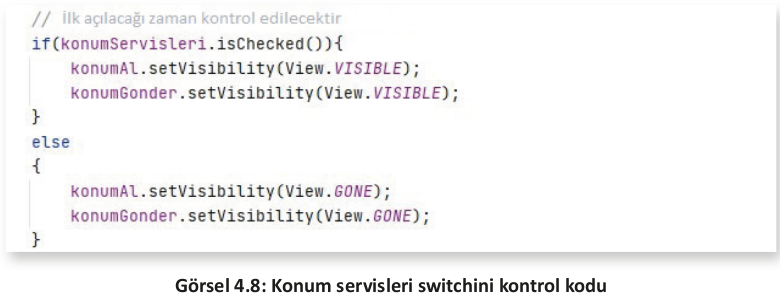 // İlk açılacağı zaman kontrol edilecektir
if(konumServisleri.isChecked()){
konumAl.setVisibility(View.VISIBLE);
konumGonder.setVisibility(View.VISIBLE);
}
else
{
konumAl.setVisibility(View.GONE);
konumGonder.setVisibility(View.GONE);
}
Görsel 4.8: Konum servisleri switchini kontrol kodu